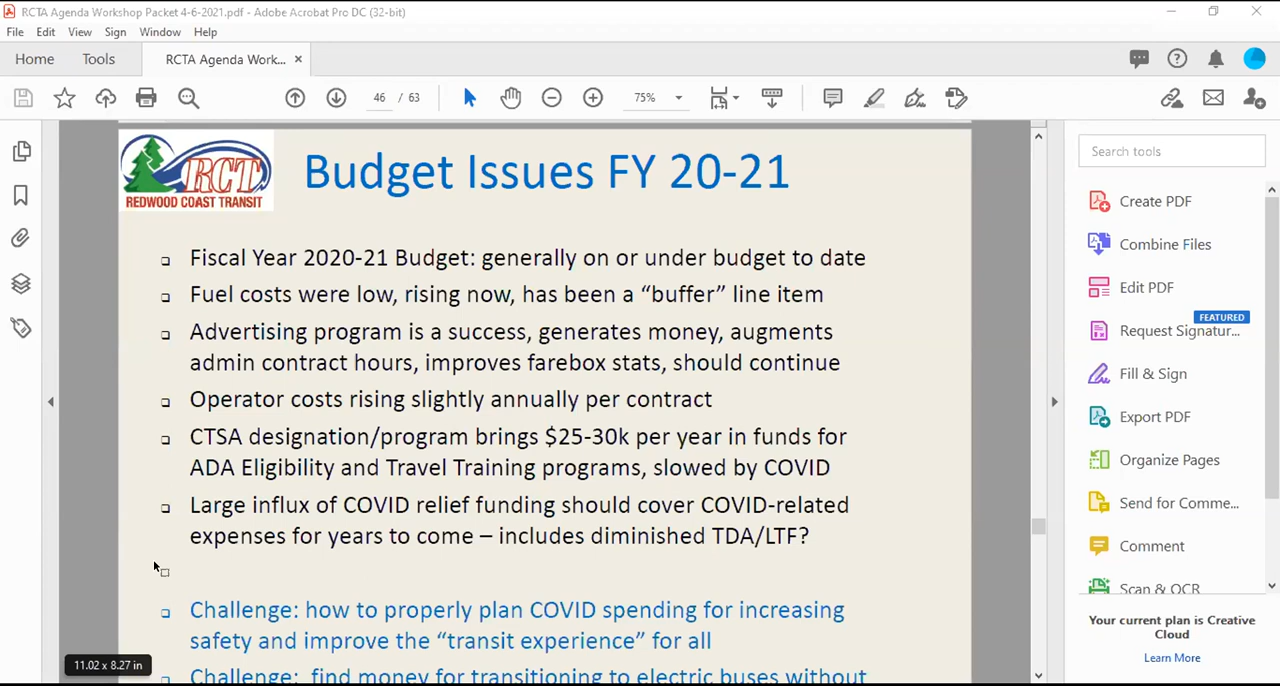 RCTA Agenda Workshop Packet 4-6-2021.pdf - Adobe Acrobat Pro DC (32-bit)
File Edit View Sign Window Help
Home Tools RCTA Agenda Work... ×
46 / 63 75%
RCT
REDWOOD COAST TRANSIT
Budget Issues FY 20-21
Fiscal Year 2020-21 Budget: generally on or under budget to date
Fuel costs were low, rising now, has been a “buffer” line item
Advertising program is a success, generates money, augments
admin contract hours, improves farebox stats, should continue
Operator costs rising slightly annually per contract
CTSA designation/program brings $25-30k per year in funds for
ADA Eligibility and Travel Training programs, slowed by COVID
Large influx of COVID relief funding should cover COVID-related
expenses for years to come – includes diminished TDA/LTF?
Challenge: how to properly plan COVID spending for increasing
safety and improve the “transit experience” for all
Challenge: find money for transitioning to electric buses without
11.02 x 8.27 in
Search tools
Create PDF
Combine Files
Edit PDF
FEATURED
Request Signatur...
Fill & Sign
Export PDF
Organize Pages
Send for Comme...
Comment
Scan & OCR
Your current plan is Creative
Cloud
Learn More